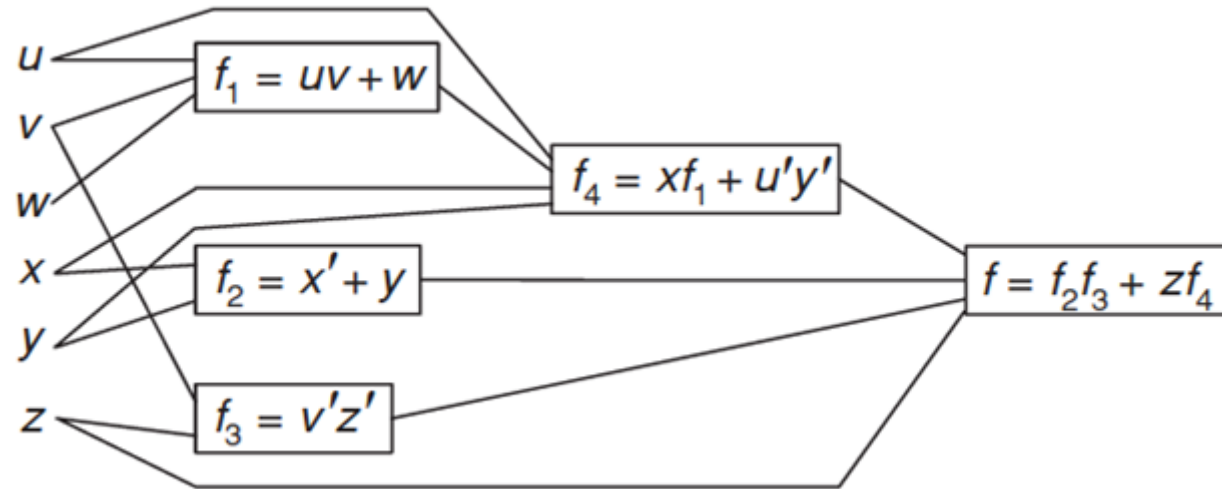 u
v
w
x
y
z
f₁ = uv + w
f₂ = x′ + y
f₃ = v′z′
f₄ = xf₁ + u′y′
f = f₂f₃ + zf₄